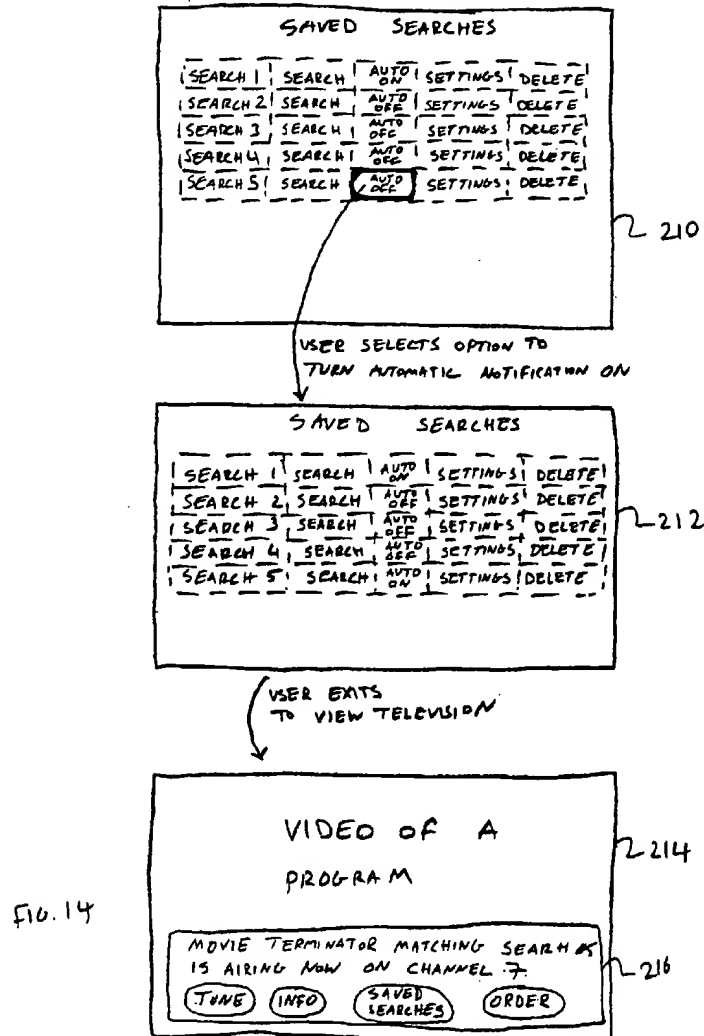 SAVED SEARCHES
SEARCH 1 SEARCH AUTO ON SETTINGS DELETE
SEARCH 2 SEARCH AUTO OFF SETTINGS DELETE
SEARCH 3 SEARCH AUTO OFF SETTINGS DELETE
SEARCH 4 SEARCH AUTO OFF SETTINGS DELETE
SEARCH 5 SEARCH AUTO OFF SETTINGS DELETE
210
USER SELECTS OPTION TO
TURN AUTOMATIC NOTIFICATION ON
SAVED SEARCHES
SEARCH 1 SEARCH AUTO ON SETTINGS DELETE
SEARCH 2 SEARCH AUTO OFF SETTINGS DELETE
SEARCH 3 SEARCH AUTO OFF SETTINGS DELETE
SEARCH 4 SEARCH AUTO OFF SETTINGS DELETE
SEARCH 5 SEARCH AUTO ON SETTINGS DELETE
212
USER EXITS
TO VIEW TELEVISION
VIDEO OF A
PROGRAM
214
FIG. 14
MOVIE TERMINATOR MATCHING SEARH #5
IS AIRING NOW ON CHANNEL 7.
216
TUNE INFO SAVED SEARCHES ORDER